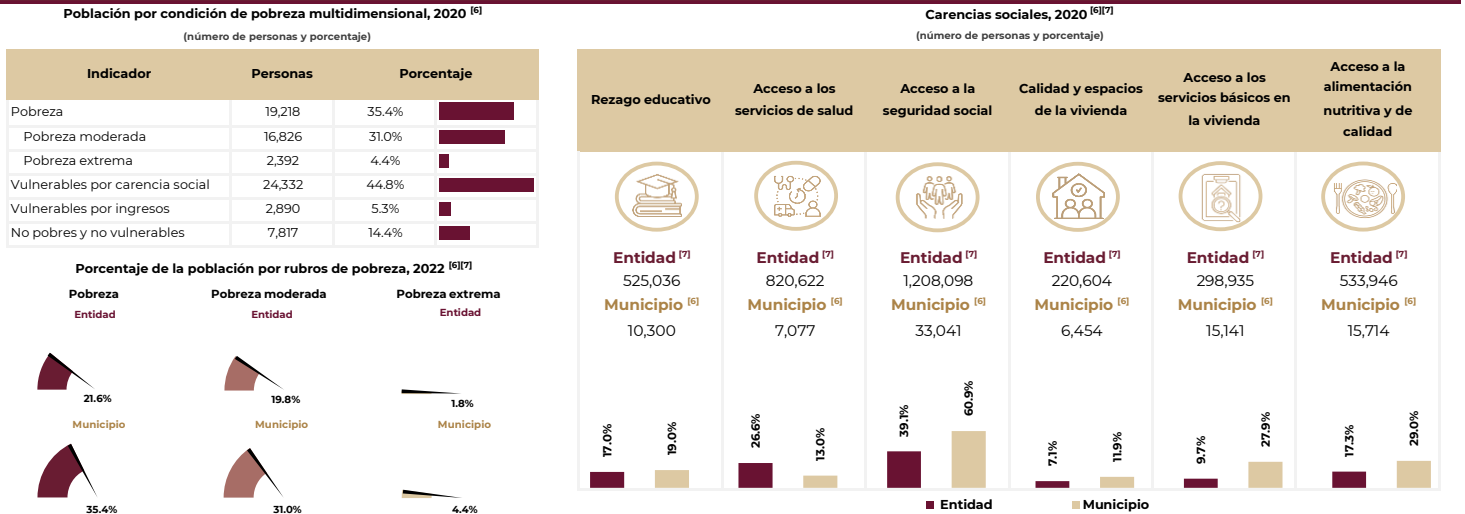 Población por condición de pobreza multidimensional, 2020 [6]
(número de personas y porcentaje)
Indicador Personas Porcentaje
Pobreza 19,218 35.4%
Pobreza moderada 16,826 31.0%
Pobreza extrema 2,392 4.4%
Vulnerables por carencia social 24,332 44.8%
Vulnerables por ingresos 2,890 5.3%
No pobres y no vulnerables 7,817 14.4%
Porcentaje de la población por rubros de pobreza, 2022 [6][7]
Pobreza Pobreza moderada Pobreza extrema
Entidad Entidad Entidad
21.6% 19.8% 1.8%
Municipio Municipio Municipio
35.4% 31.0% 4.4%
Carencias sociales, 2020 [6][7]
(número de personas y porcentaje)
Rezago educativo
Acceso a los
servicios de salud
Acceso a la
seguridad social
Calidad y espacios
de la vivienda
Acceso a los
servicios básicos en
la vivienda
Acceso a la
alimentación
nutritiva y de
calidad
Entidad [7] Entidad [7] Entidad [7] Entidad [7] Entidad [7] Entidad [7]
525,036 820,622 1,208,098 220,604 298,935 533,946
Municipio [6] Municipio [6] Municipio [6] Municipio [6] Municipio [6] Municipio [6]
10,300 7,077 33,041 6,454 15,141 15,714
17.0% 19.0% 26.6% 13.0% 39.1% 60.9% 7.1% 11.9% 9.7% 27.9% 17.3% 29.0%
Entidad Municipio